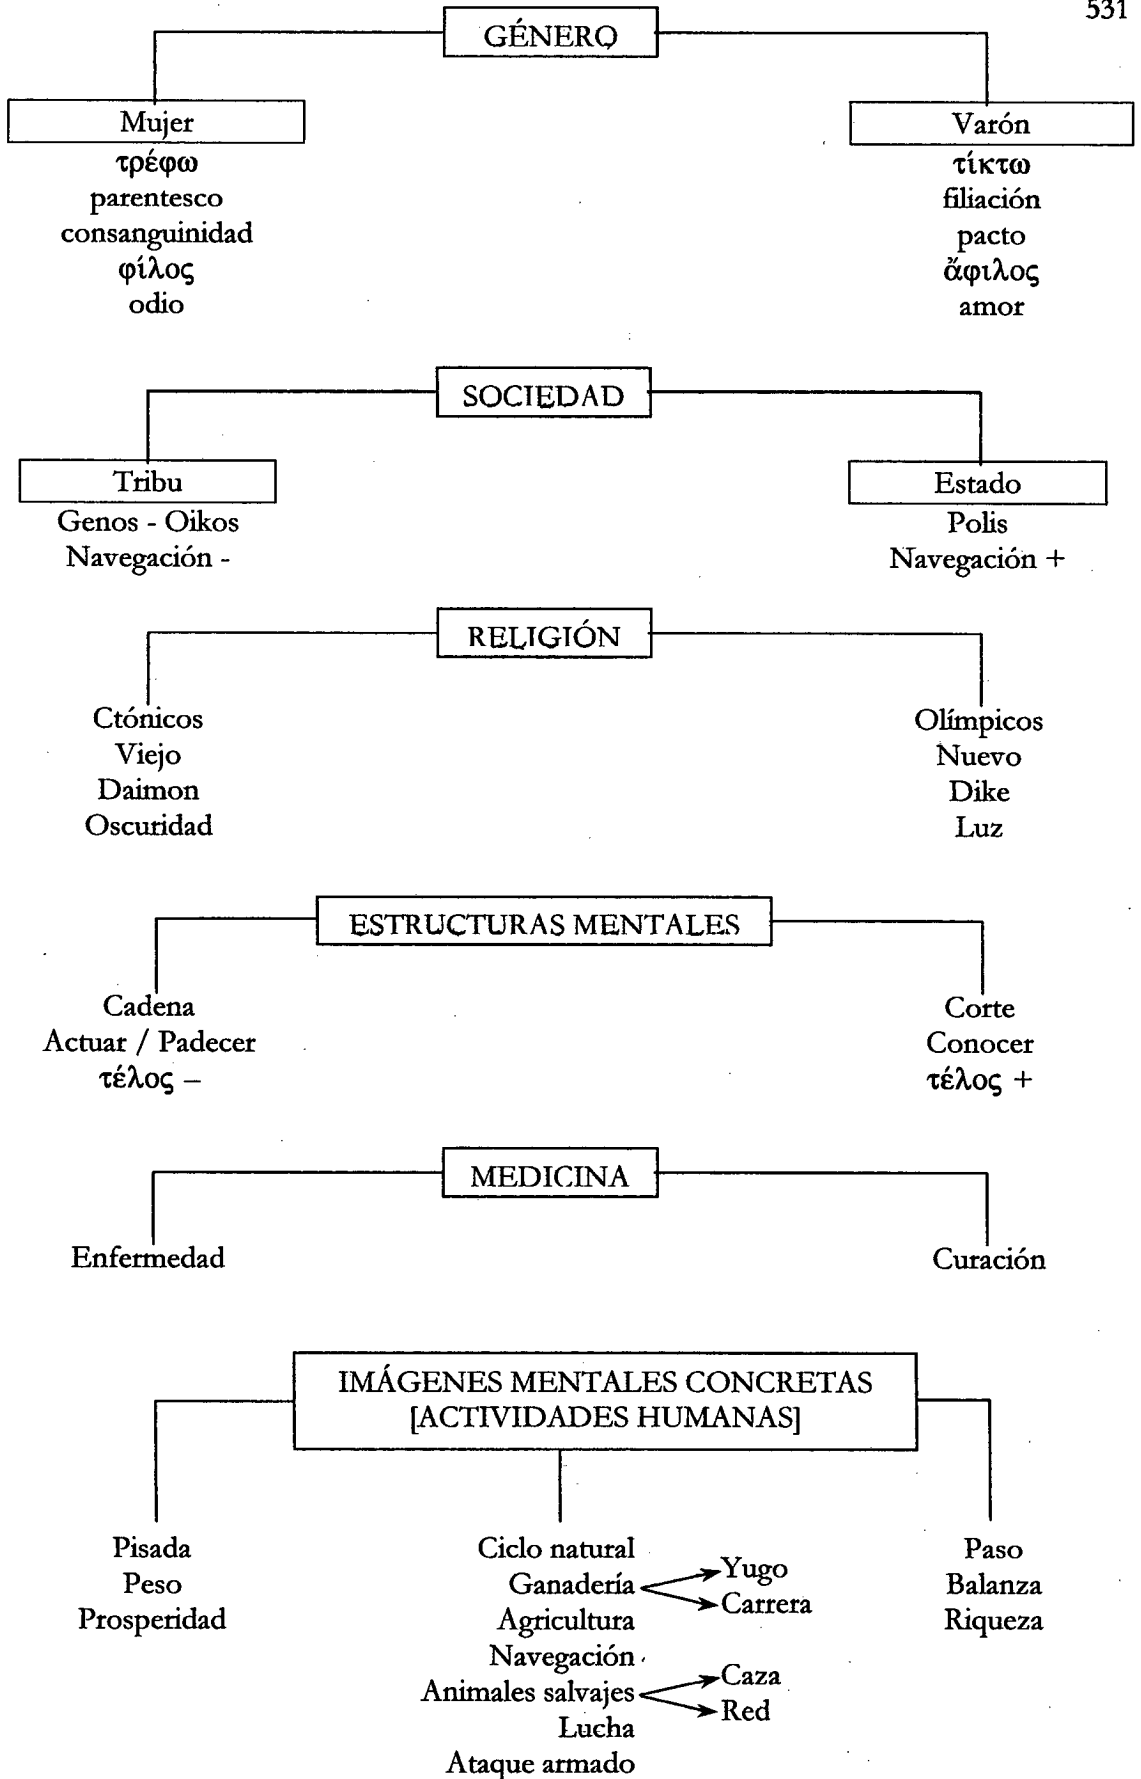 531
GÉNERO
Mujer
τρέφω
parentesco
consanguinidad
φίλος
odio
Varón
τίκτω
filiación
pacto
ἄφιλος
amor
SOCIEDAD
Tribu
Genos - Oikos
Navegación -
Estado
Polis
Navegación +
RELIGIÓN
Ctónicos
Viejo
Daimon
Oscuridad
Olímpicos
Nuevo
Dike
Luz
ESTRUCTURAS MENTALES
Cadena
Actuar / Padecer
τέλος –
Corte
Conocer
τέλος +
MEDICINA
Enfermedad
Curación
IMÁGENES MENTALES CONCRETAS
[ACTIVIDADES HUMANAS]
Pisada
Peso
Prosperidad
Ciclo natural
Ganadería
Yugo
Carrera
Agricultura
Navegación
Animales salvajes
Caza
Red
Lucha
Ataque armado
Paso
Balanza
Riqueza